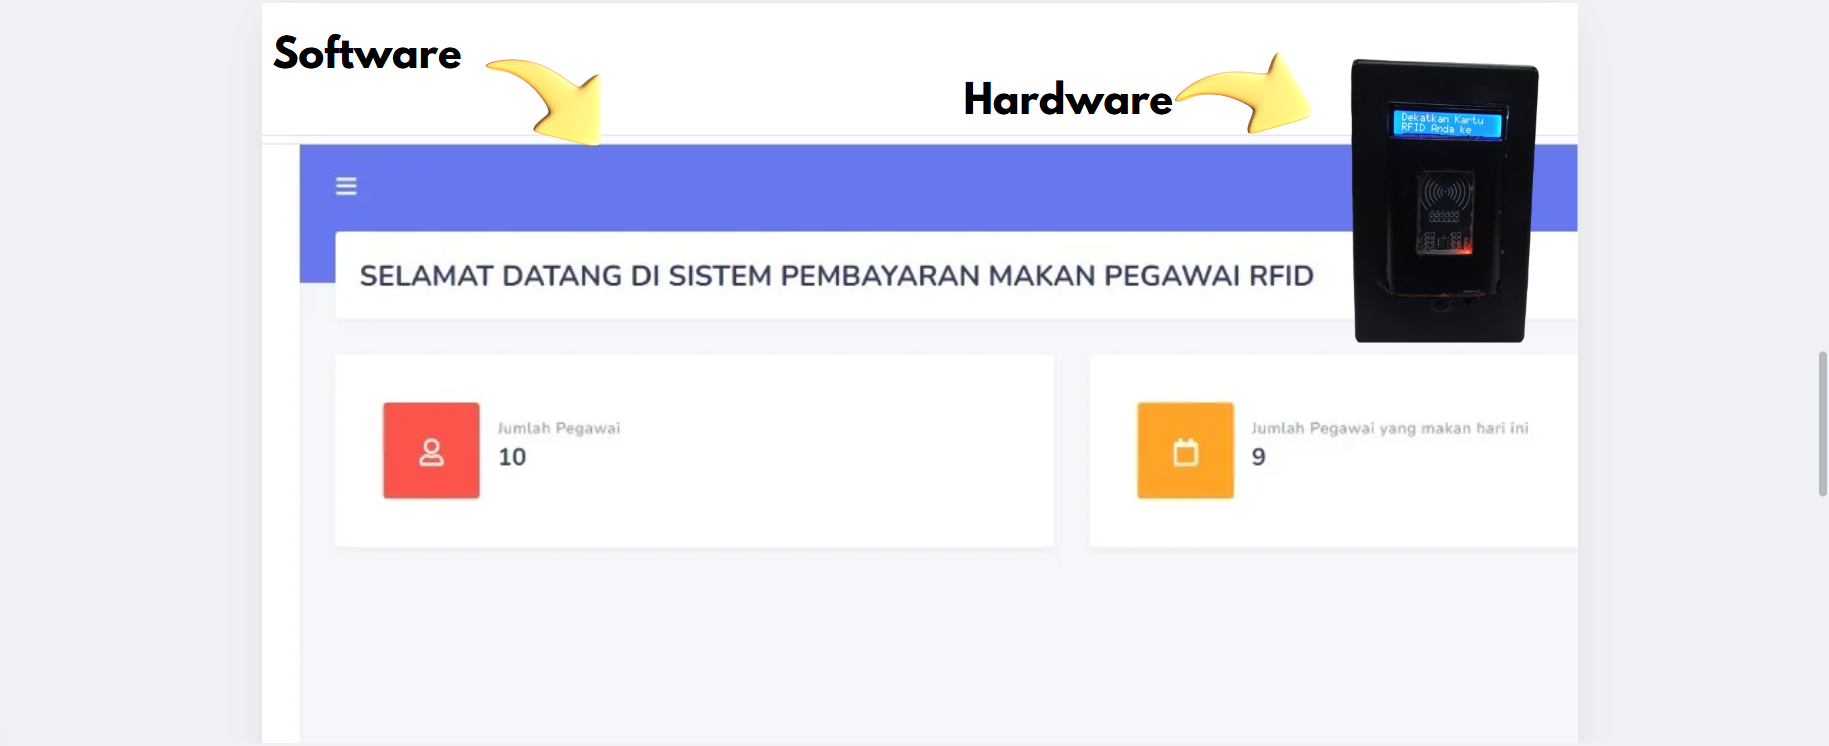 Software
Hardware
Dekatkan Kartu
RFID Anda ke
SELAMAT DATANG DI SISTEM PEMBAYARAN MAKAN PEGAWAI RFID
Jumlah Pegawai
10
Jumlah Pegawai yang makan hari ini
9